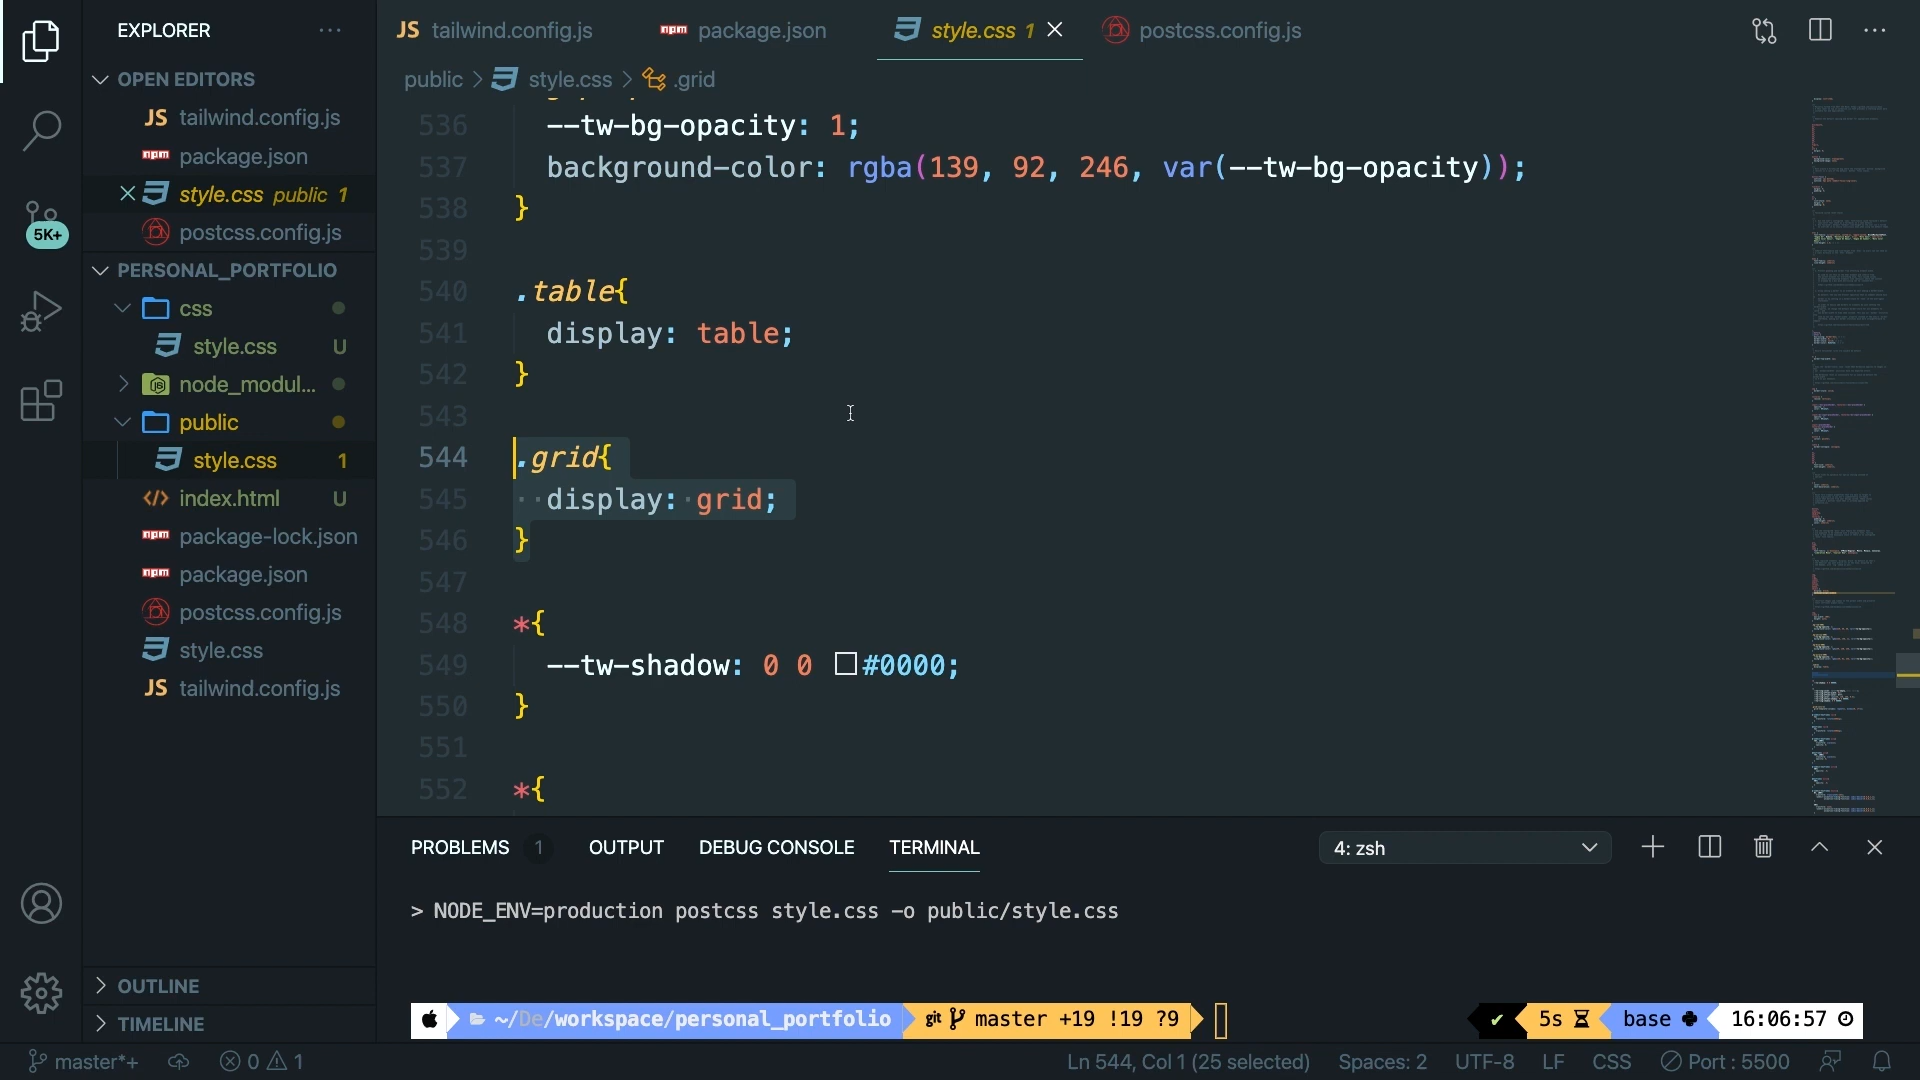 EXPLORER
OPEN EDITORS
JS tailwind.config.js
npm package.json
style.css public 1
postcss.config.js
5K+
PERSONAL_PORTFOLIO
css
style.css U
node_modul...
public
style.css 1
index.html U
npm package-lock.json
npm package.json
postcss.config.js
style.css
JS tailwind.config.js
OUTLINE
TIMELINE
JS tailwind.config.js
npm package.json
style.css 1
postcss.config.js
public > style.css > .grid
536 --tw-bg-opacity: 1;
537 background-color: rgba(139, 92, 246, var(--tw-bg-opacity));
538 }
539
540 .table{
541 display: table;
542 }
543
544 .grid{
545 display: grid;
546 }
547
548 *{
549 --tw-shadow: 0 0 #0000;
550 }
551
552 *{
PROBLEMS 1 OUTPUT DEBUG CONSOLE TERMINAL
4: zsh
> NODE_ENV=production postcss style.css -o public/style.css
~/De/workspace/personal_portfolio git master +19 !19 ?9
✔ 5s base 16:06:57
master*+ 0 1
Ln 544, Col 1 (25 selected) Spaces: 2 UTF-8 LF CSS Port : 5500